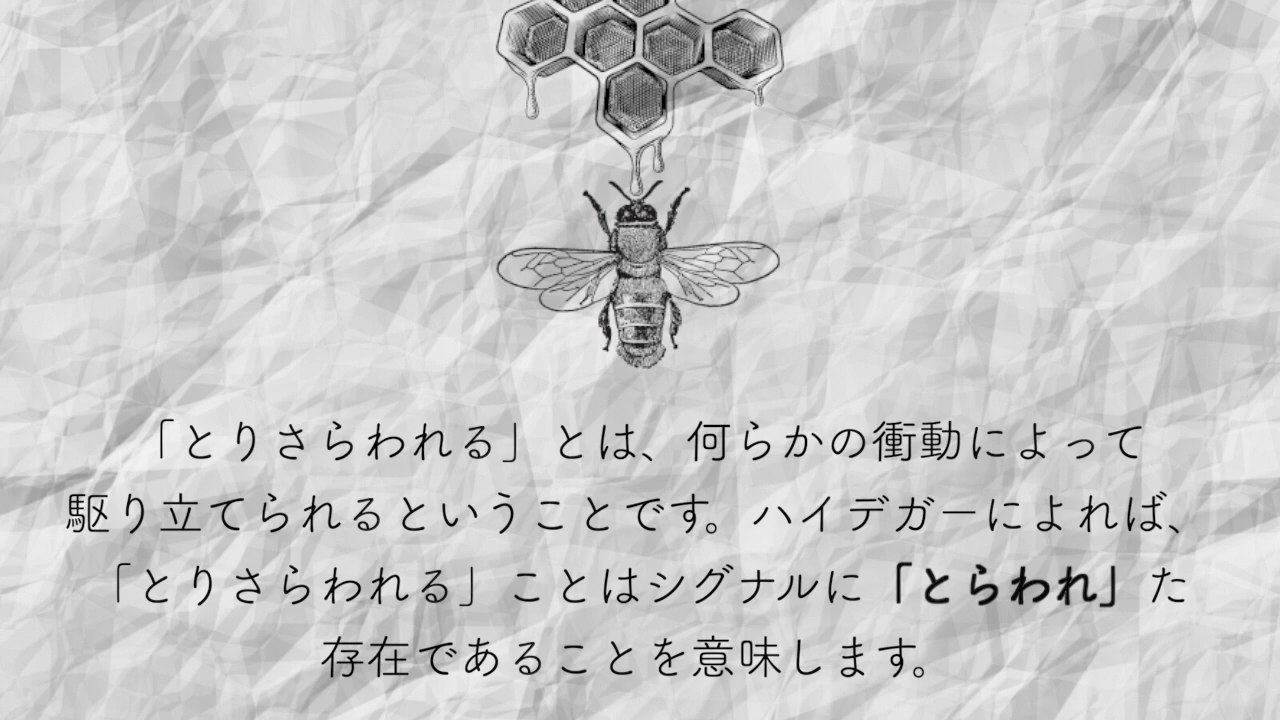 「とりさらわれる」とは、何らかの衝動によって
駆り立てられるということです。ハイデガーによれば、
「とりさらわれる」ことはシグナルに「とらわれ」た
存在であることを意味します。